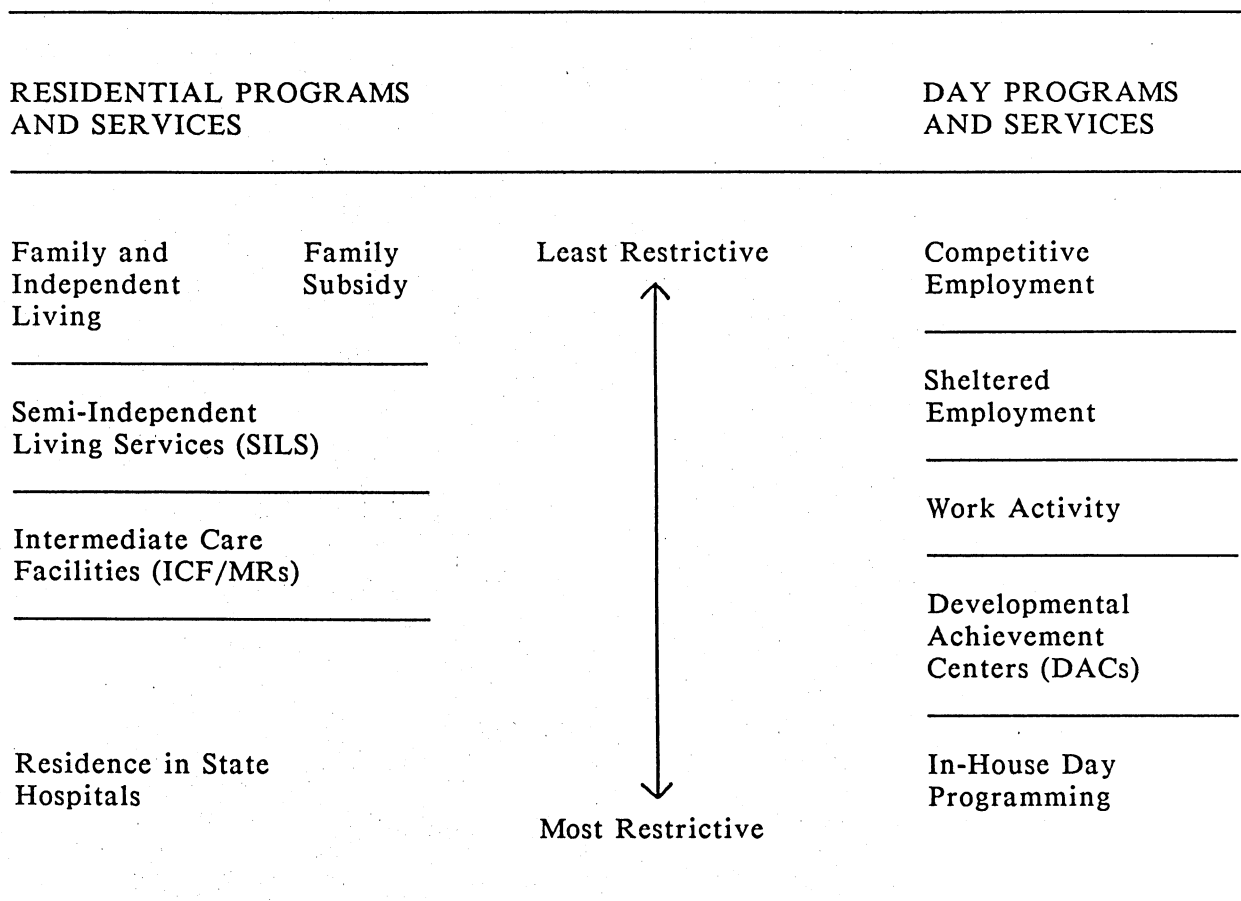 RESIDENTIAL PROGRAMS
AND SERVICES
DAY PROGRAMS
AND SERVICES
Family and
Independent
Living
Family
Subsidy
Least Restrictive
Competitive
Employment
Semi-Independent
Living Services (SILS)
Sheltered
Employment
Intermediate Care
Facilities (ICF/MRs)
Work Activity
Developmental
Achievement
Centers (DACs)
Residence in State
Hospitals
In-House Day
Programming
Most Restrictive